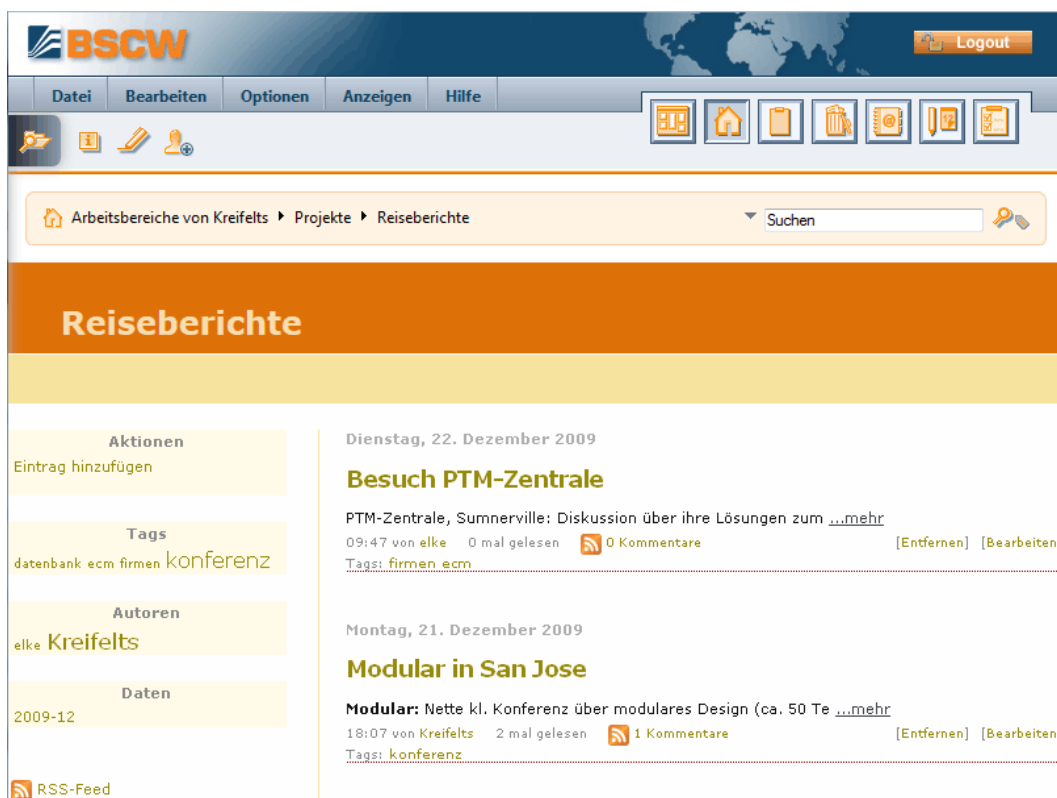 BSCW
Logout
Datei Bearbeiten Optionen Anzeigen Hilfe
Arbeitsbereiche von Kreifelts Projekte Reiseberichte
Suchen
Reiseberichte
Aktionen
Eintrag hinzufügen
Tags
datenbank ecm firmen konferenz
Autoren
elke Kreifelts
Daten
2009-12
RSS-Feed
Dienstag, 22. Dezember 2009
Besuch PTM-Zentrale
PTM-Zentrale, Sumnerville: Diskussion über ihre Lösungen zum ...mehr
09:47 von elke 0 mal gelesen 0 Kommentare [Entfernen] [Bearbeiten
Tags: firmen ecm
Montag, 21. Dezember 2009
Modular in San Jose
Modular: Nette kl. Konferenz über modulares Design (ca. 50 Te ...mehr
18:07 von Kreifelts 2 mal gelesen 1 Kommentare [Entfernen] [Bearbeiten
Tags: konferenz